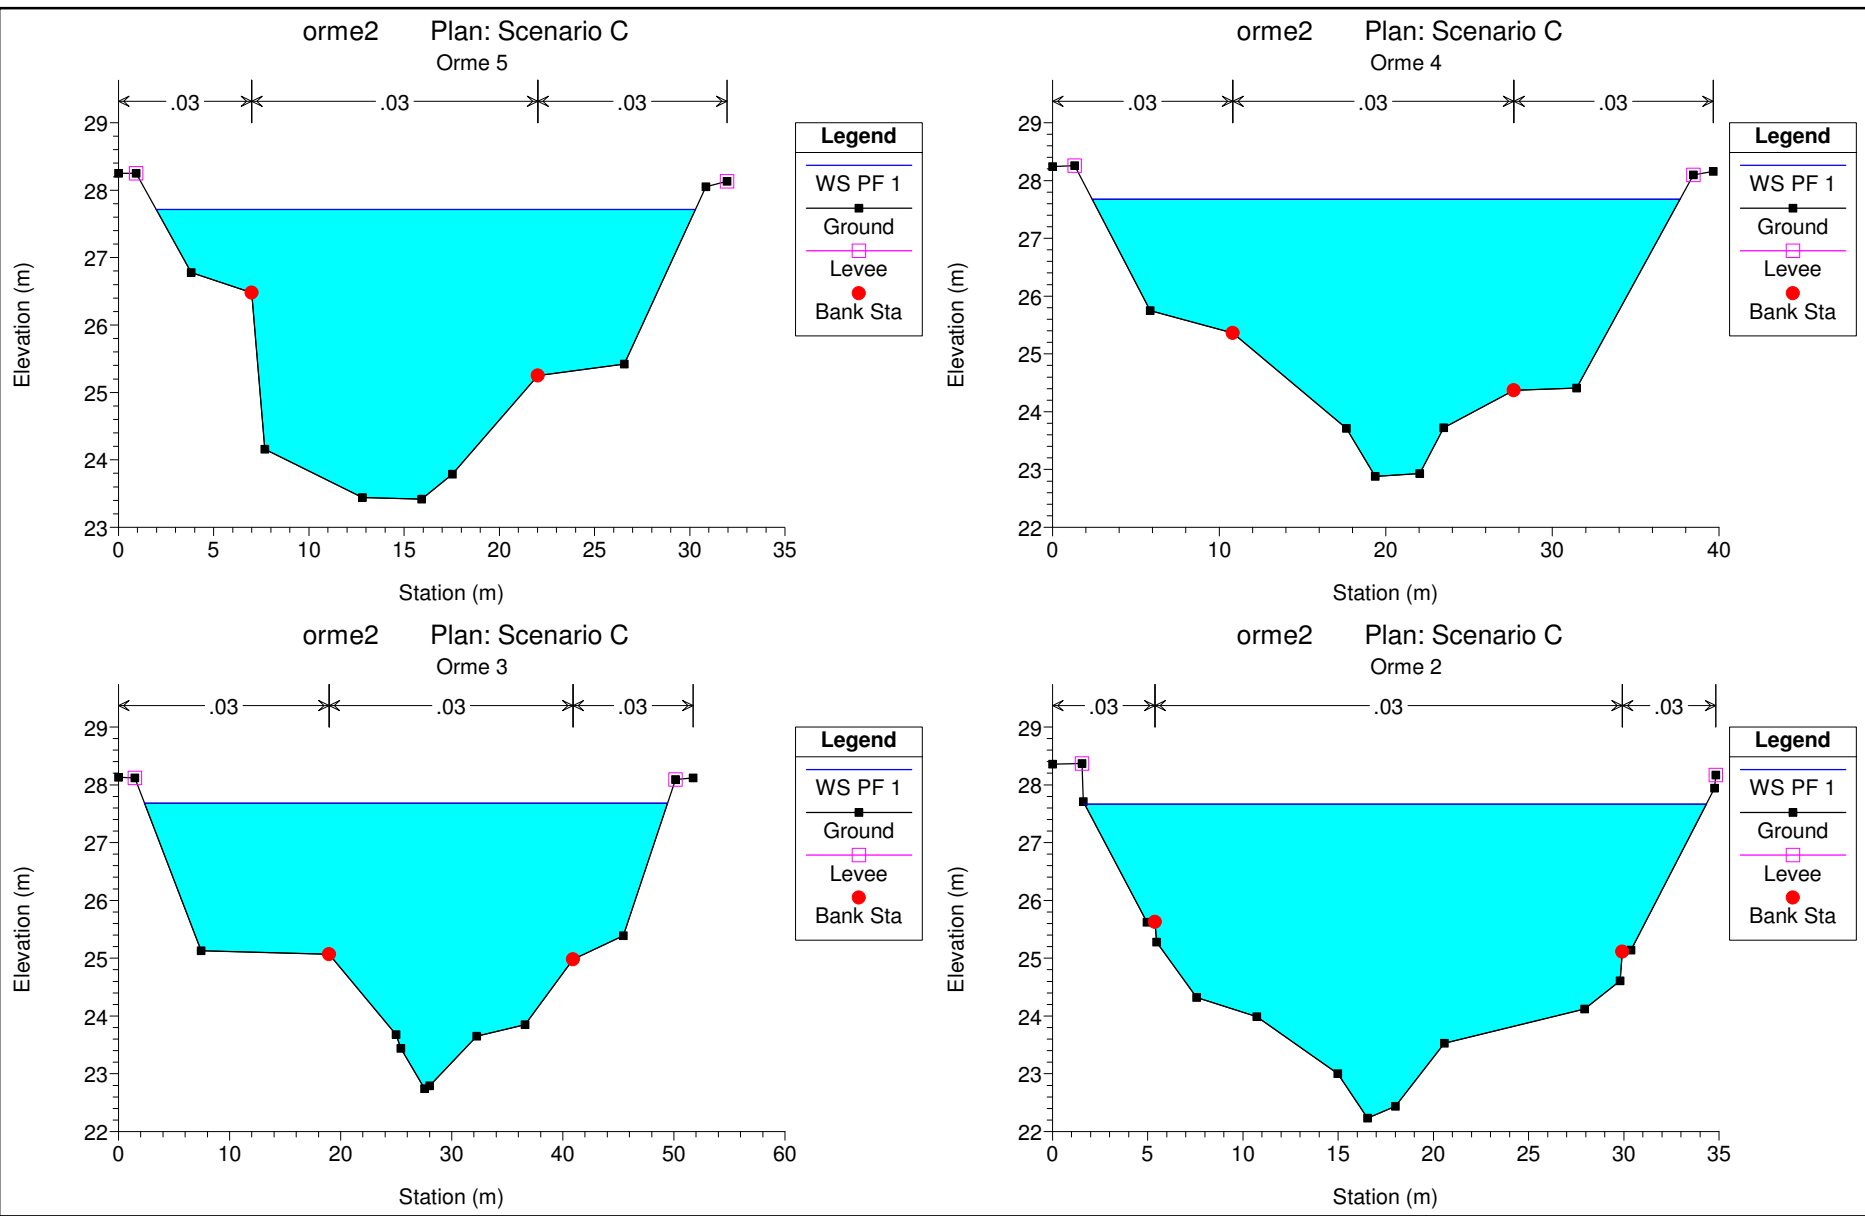 orme2 Plan: Scenario C
Orme 5
.03 .03 .03
29
28
27
26
25
24
23
0 5 10 15 20 25 30 35
Station (m)
Elevation (m)
Legend
WS PF 1
Ground
Levee
Bank Sta
orme2 Plan: Scenario C
Orme 4
.03 .03 .03
29
28
27
26
25
24
23
22
0 10 20 30 40
Station (m)
Elevation (m)
Legend
WS PF 1
Ground
Levee
Bank Sta
orme2 Plan: Scenario C
Orme 3
.03 .03 .03
29
28
27
26
25
24
23
22
0 10 20 30 40 50 60
Station (m)
Elevation (m)
Legend
WS PF 1
Ground
Levee
Bank Sta
orme2 Plan: Scenario C
Orme 2
.03 .03 .03
29
28
27
26
25
24
23
22
0 5 10 15 20 25 30 35
Station (m)
Elevation (m)
Legend
WS PF 1
Ground
Levee
Bank Sta